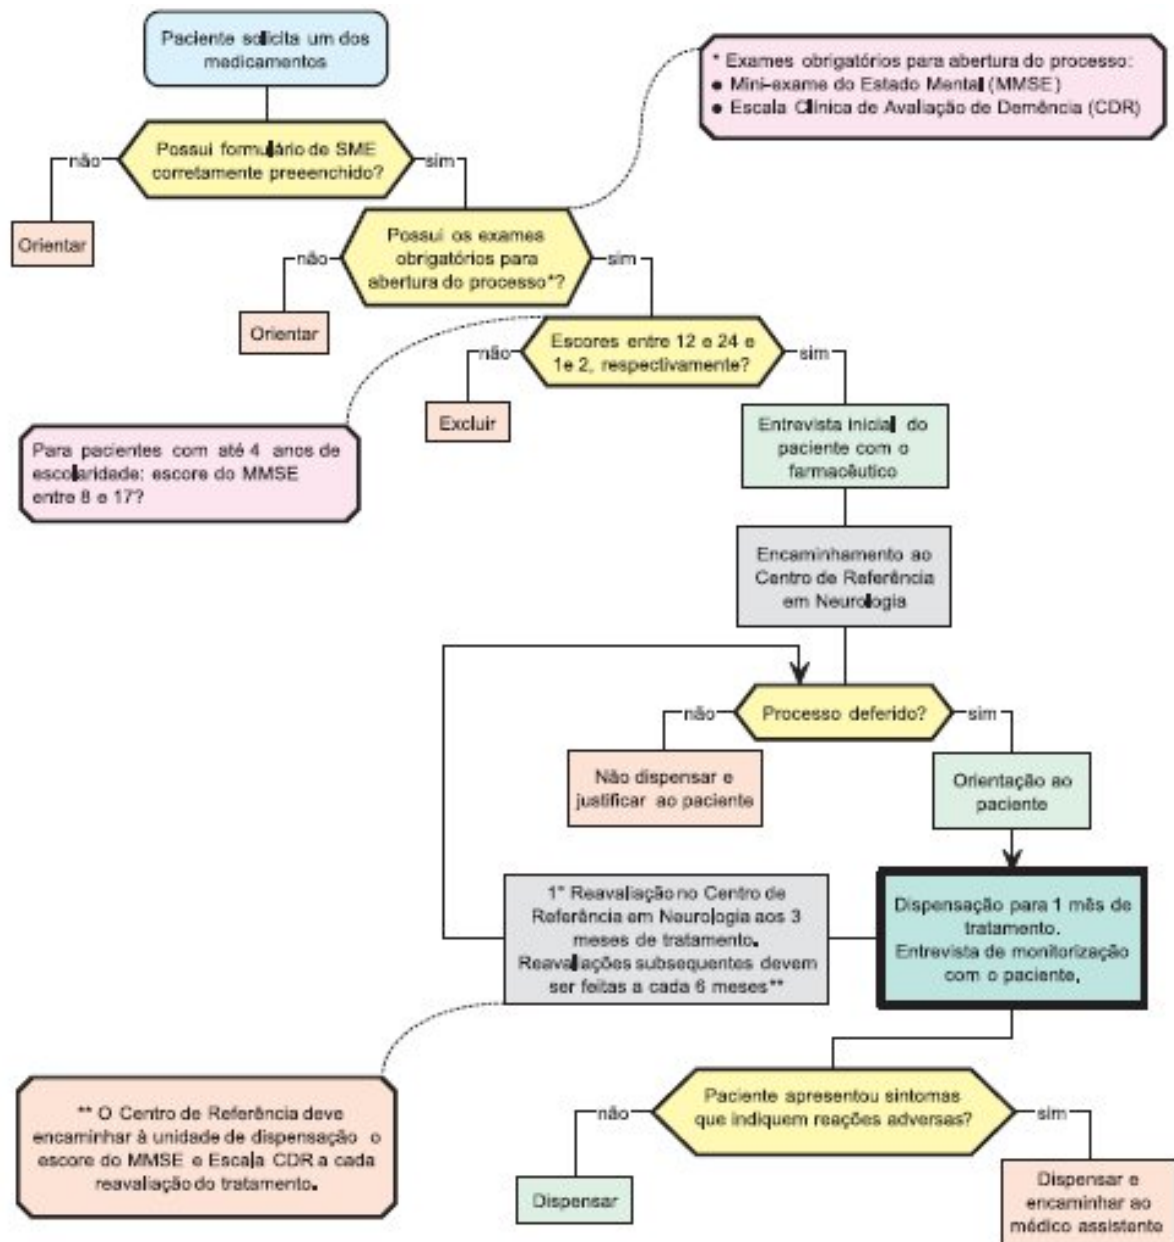 Paciente solicita um dos
medicamentos
* Exames obrigatórios para abertura do processo:
● Mini-exame do Estado Mental (MMSE)
● Escala Clínica de Avaliação de Demência (CDR)
não
Possui formulário de SME
corretamente preeenchido?
sim
Orientar
não
Possui os exames
obrigatórios para
abertura do processo*?
sim
Orientar
não
Escores entre 12 e 24 e
1e 2, respectivamente?
sim
Excluir
Para pacientes com até 4 anos de
escolaridade: escore do MMSE
entre 8 e 17?
Entrevista inicial do
paciente com o
farmacêutico
Encaminhamento ao
Centro de Referência
em Neurologia
não
Processo deferido?
sim
Não dispensar e
justificar ao paciente
Orientação ao
paciente
1ª Reavaliação no Centro de
Referência em Neurologia aos 3
meses de tratamento.
Reavaliações subsequentes devem
ser feitas a cada 6 meses**
Dispensação para 1 mês de
tratamento.
Entrevista de monitorização
com o paciente.
** O Centro de Referência deve
encaminhar à unidade de dispensação o
escore do MMSE e Escala CDR a cada
reavaliação do tratamento.
não
Paciente apresentou sintomas
que indiquem reações adversas?
sim
Dispensar
Dispensar e
encaminhar ao
médico assistente